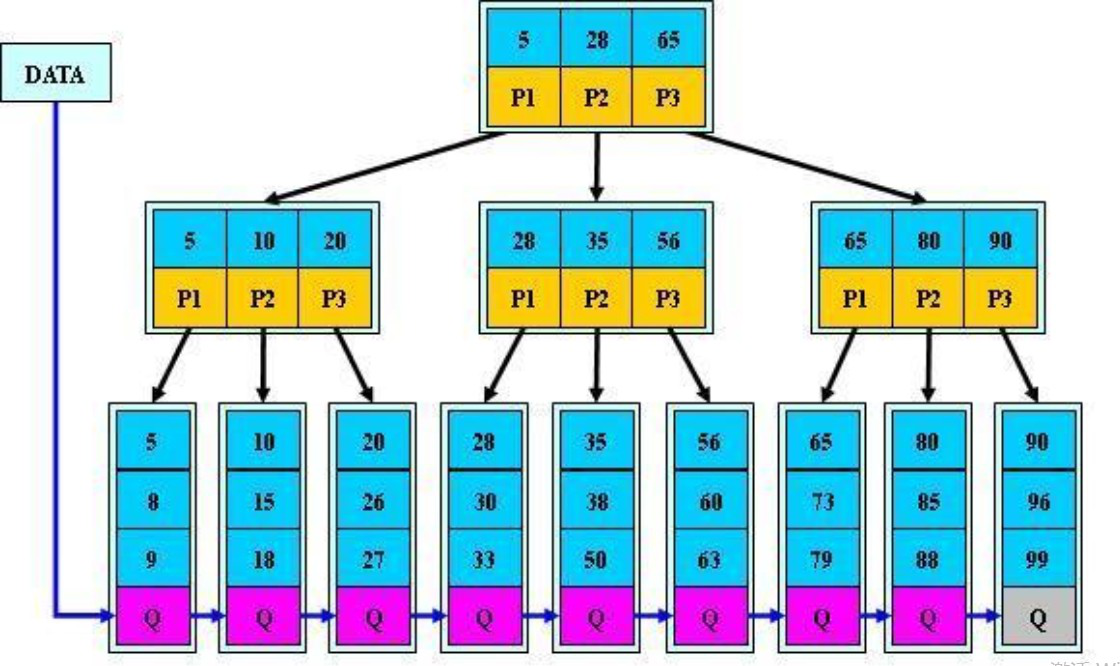 5 28 65
DATA
P1 P2 P3
5 10 20 28 35 56 65 80 90
P1 P2 P3 P1 P2 P3 P1 P2 P3
5 10 20 28 35 56 65 80 90
8 15 26 30 38 60 73 85 96
9 18 27 33 50 63 79 88 99
Q Q Q Q Q Q Q Q Q